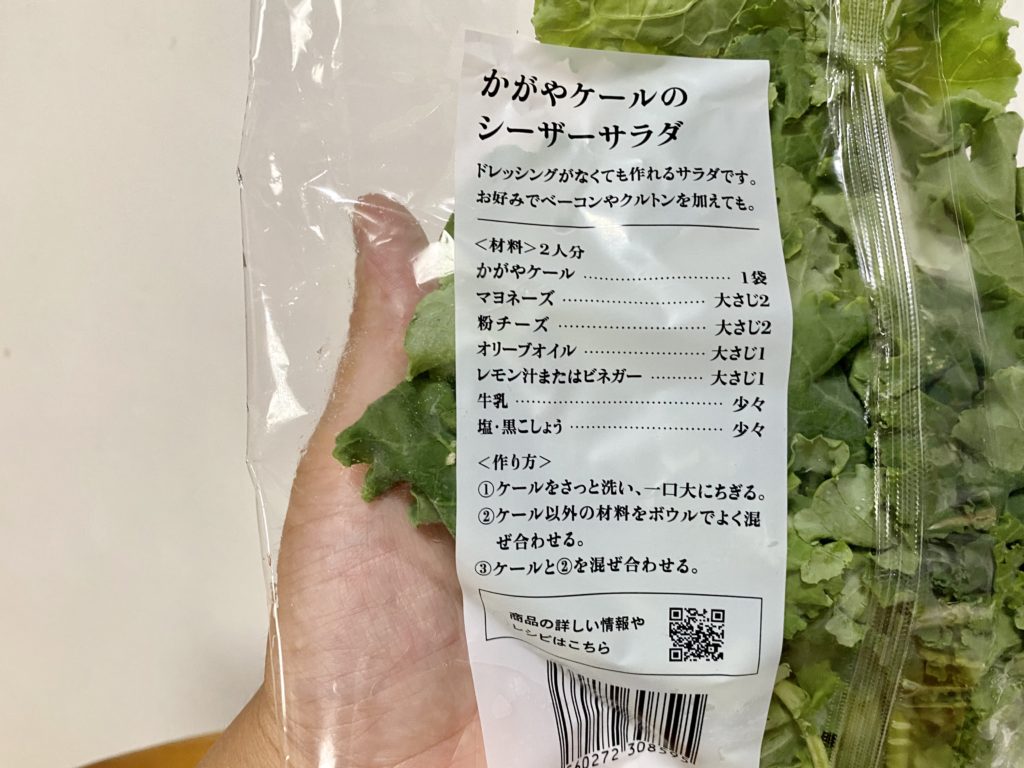 かがやケールの
シーザーサラダ
ドレッシングがなくても作れるサラダです。
お好みでベーコンやクルトンを加えても。
＜材料＞2人分
かがやケール……………………………1袋
マヨネーズ……………………………大さじ2
粉チーズ……………………………大さじ2
オリーブオイル……………………………大さじ1
レモン汁またはビネガー…………大さじ1
牛乳……………………………少々
塩・黒こしょう……………………………少々
＜作り方＞
①ケールをさっと洗い、一口大にちぎる。
②ケール以外の材料をボウルでよく混
ぜ合わせる。
③ケールと②を混ぜ合わせる。
商品の詳しい情報や
レシピはこちら